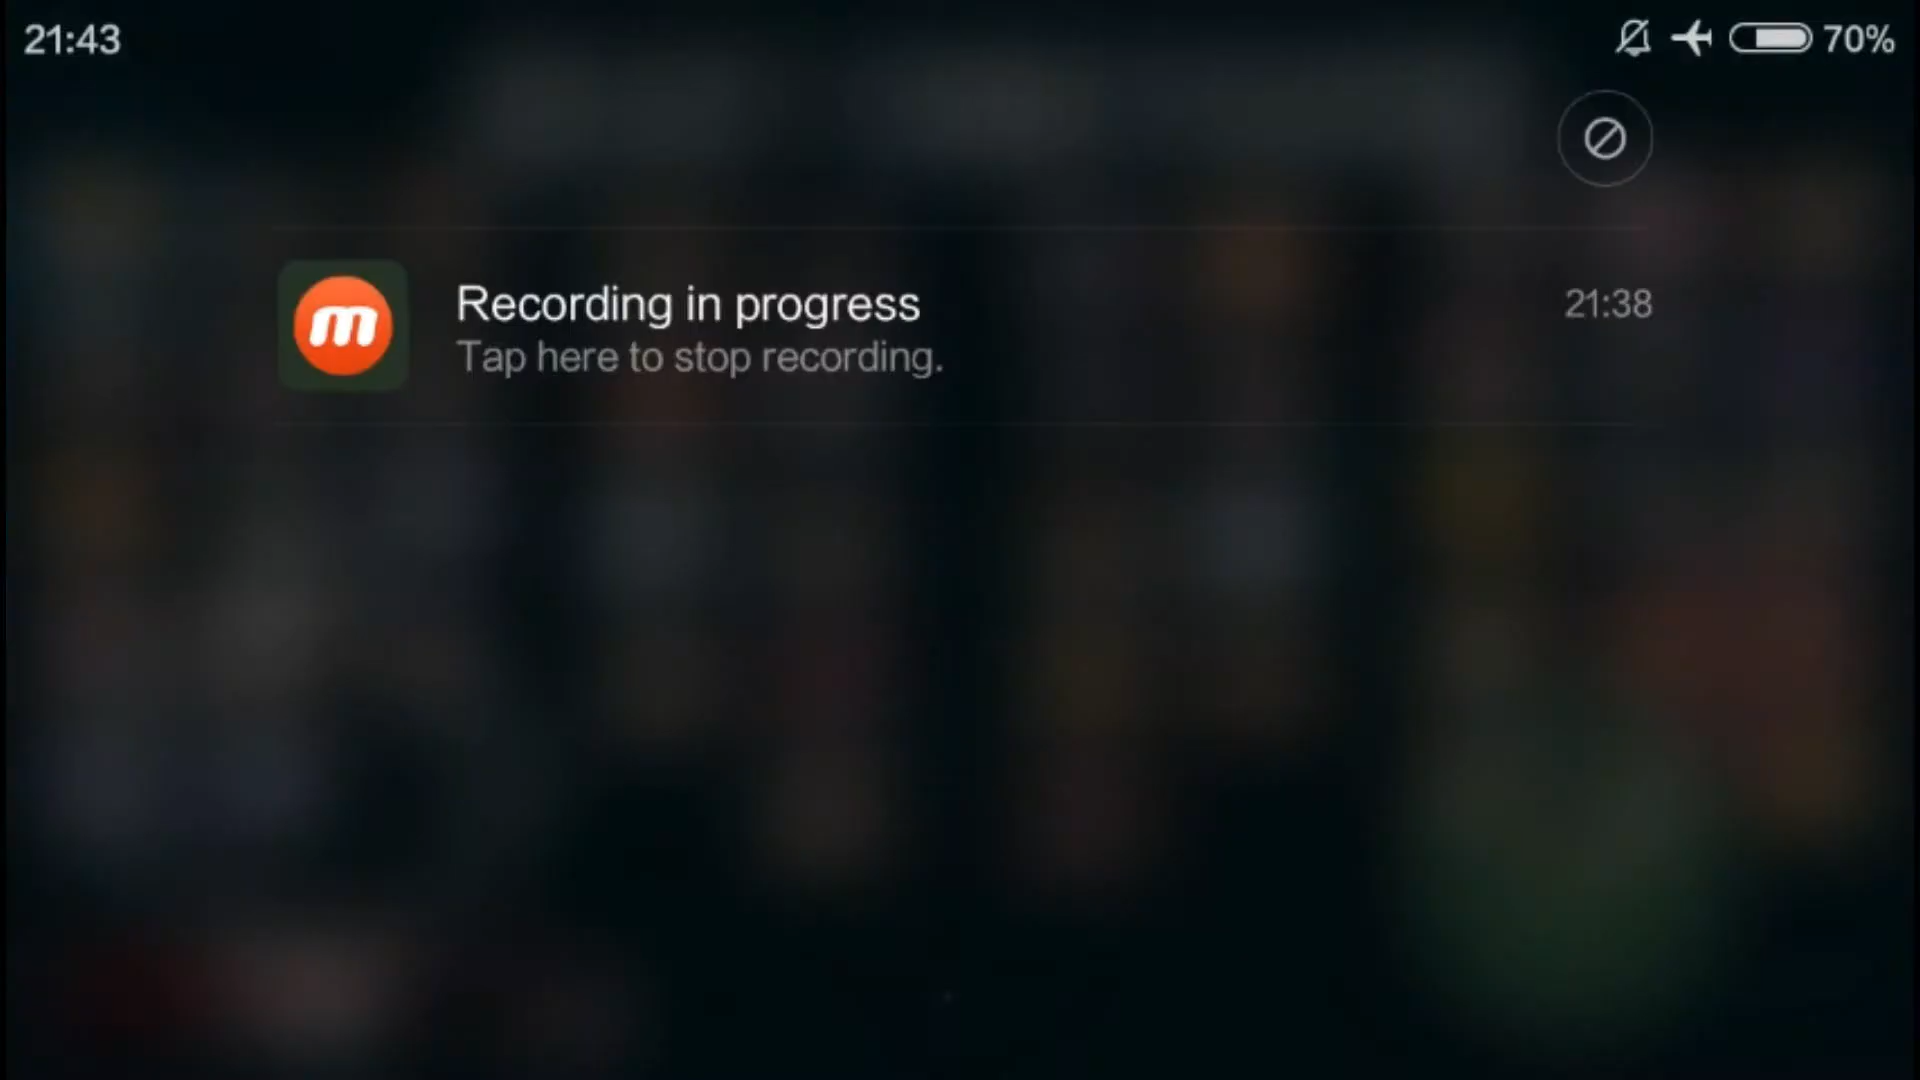 21:43
70%
m
Recording in progress
21:38
Tap here to stop recording.